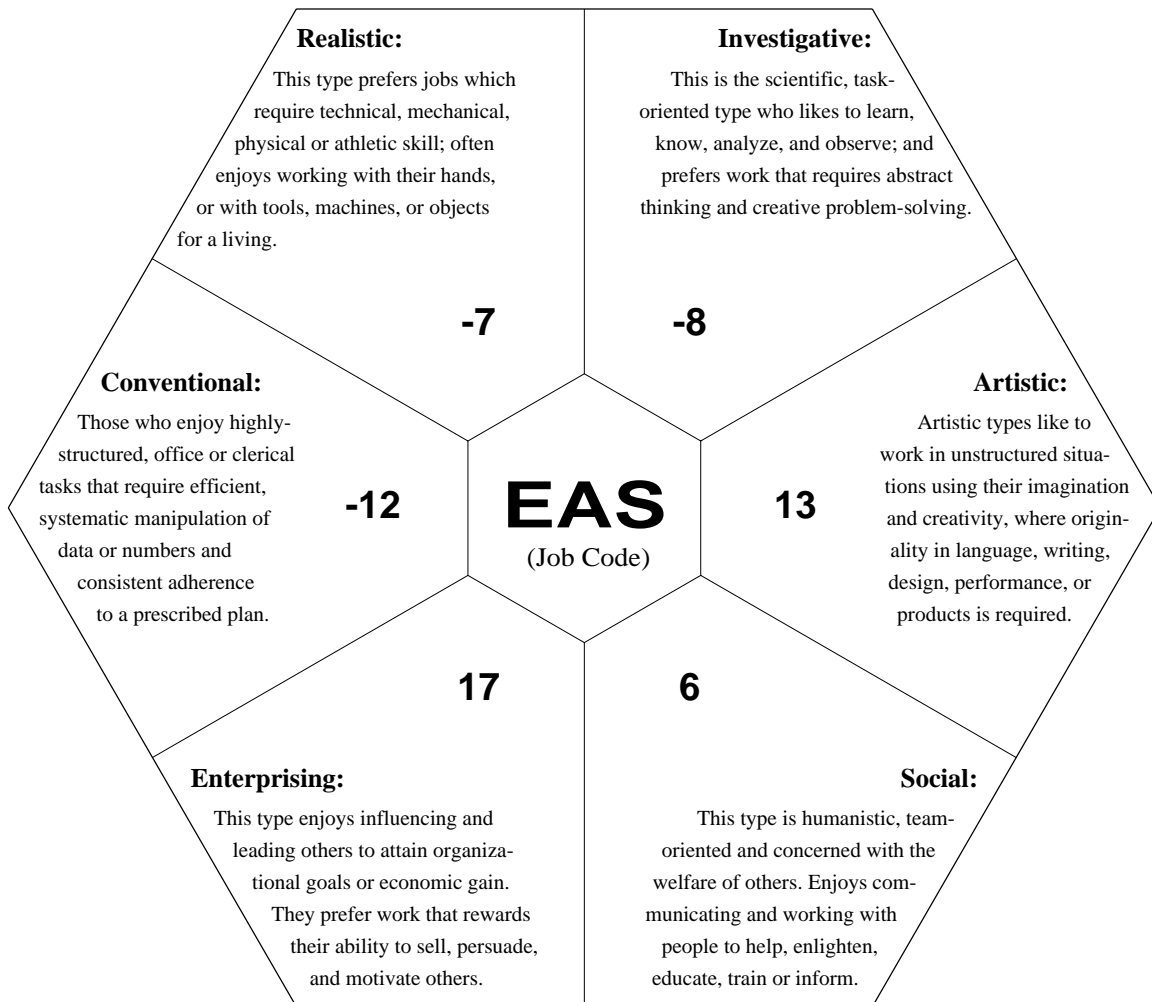 Realistic:
This type prefers jobs which
require technical, mechanical,
physical or athletic skill; often
enjoys working with their hands,
or with tools, machines, or objects
for a living.
-7
Investigative:
This is the scientific, task-
oriented type who likes to learn,
know, analyze, and observe; and
prefers work that requires abstract
thinking and creative problem-solving.
-8
Conventional:
Those who enjoy highly-
structured, office or clerical
tasks that require efficient,
systematic manipulation of
data or numbers and
consistent adherence
to a prescribed plan.
-12
EAS
(Job Code)
13
Artistic:
Artistic types like to
work in unstructured situa-
tions using their imagination
and creativity, where origin-
ality in language, writing,
design, performance, or
products is required.
17
Enterprising:
This type enjoys influencing and
leading others to attain organiza-
tional goals or economic gain.
They prefer work that rewards
their ability to sell, persuade,
and motivate others.
6
Social:
This type is humanistic, team-
oriented and concerned with the
welfare of others. Enjoys com-
municating and working with
people to help, enlighten,
educate, train or inform.